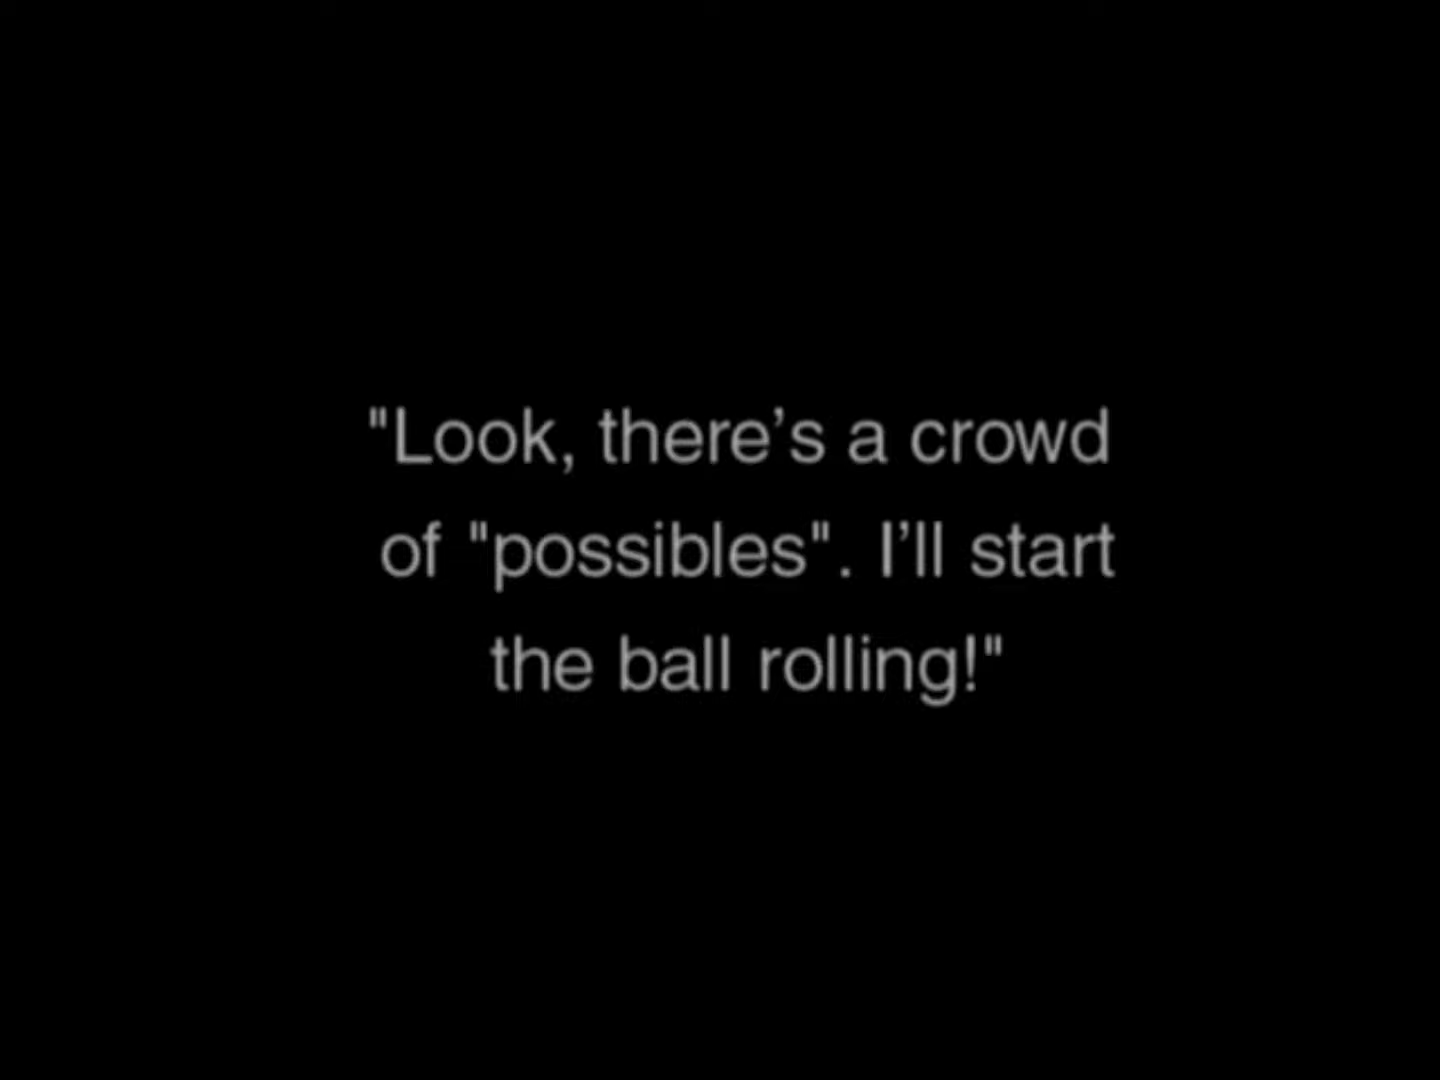 "Look, there’s a crowd
of "possibles". I’ll start
the ball rolling!"